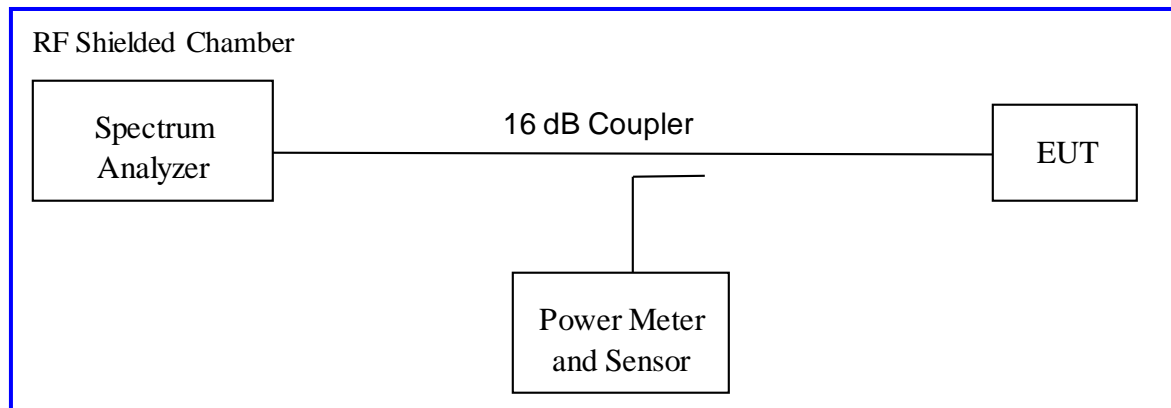 RF Shielded Chamber
Spectrum
Analyzer
16 dB Coupler
EUT
Power Meter
and Sensor